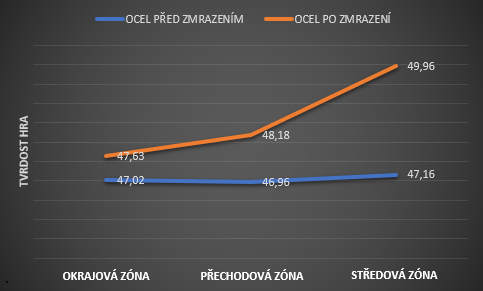 OCEL PŘED ZMRAZENÍM
OCEL PO ZMRAZENÍ
TVRDOST HRA
49,96
48,18
47,63
47,02
46,96
47,16
OKRAJOVÁ ZÓNA
PŘECHODOVÁ ZÓNA
STŘEDOVÁ ZÓNA